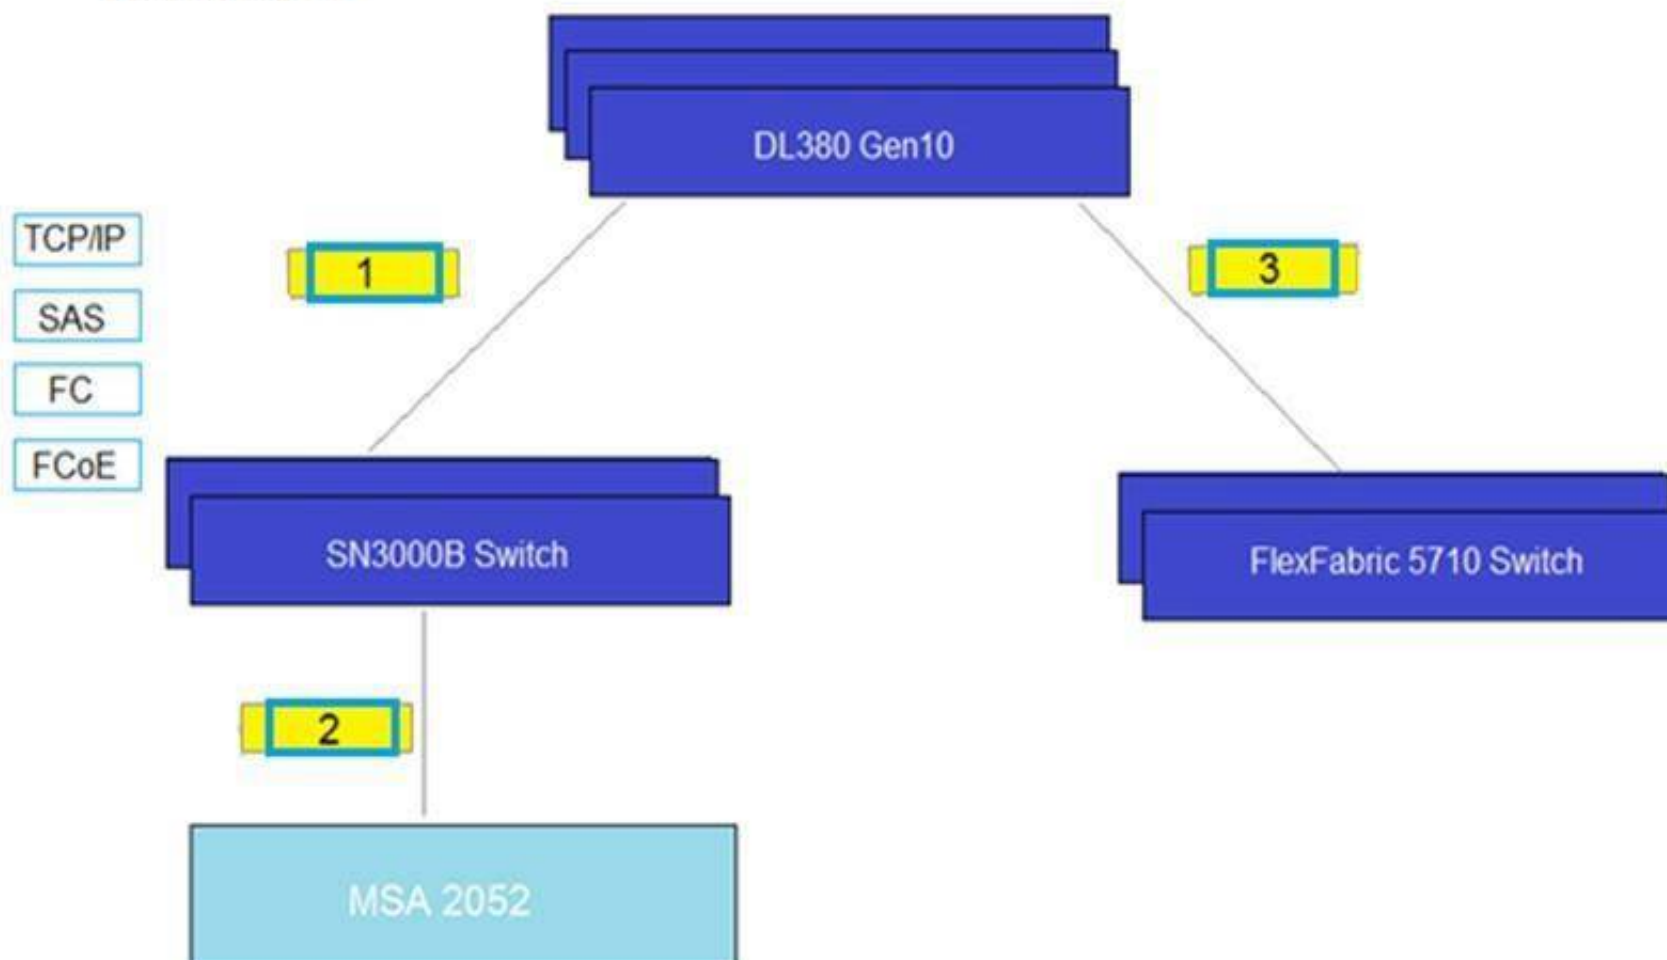 DL380 Gen10
TCP/IP
SAS
FC
FCoE
1
3
SN3000B Switch
FlexFabric 5710 Switch
2
MSA 2052